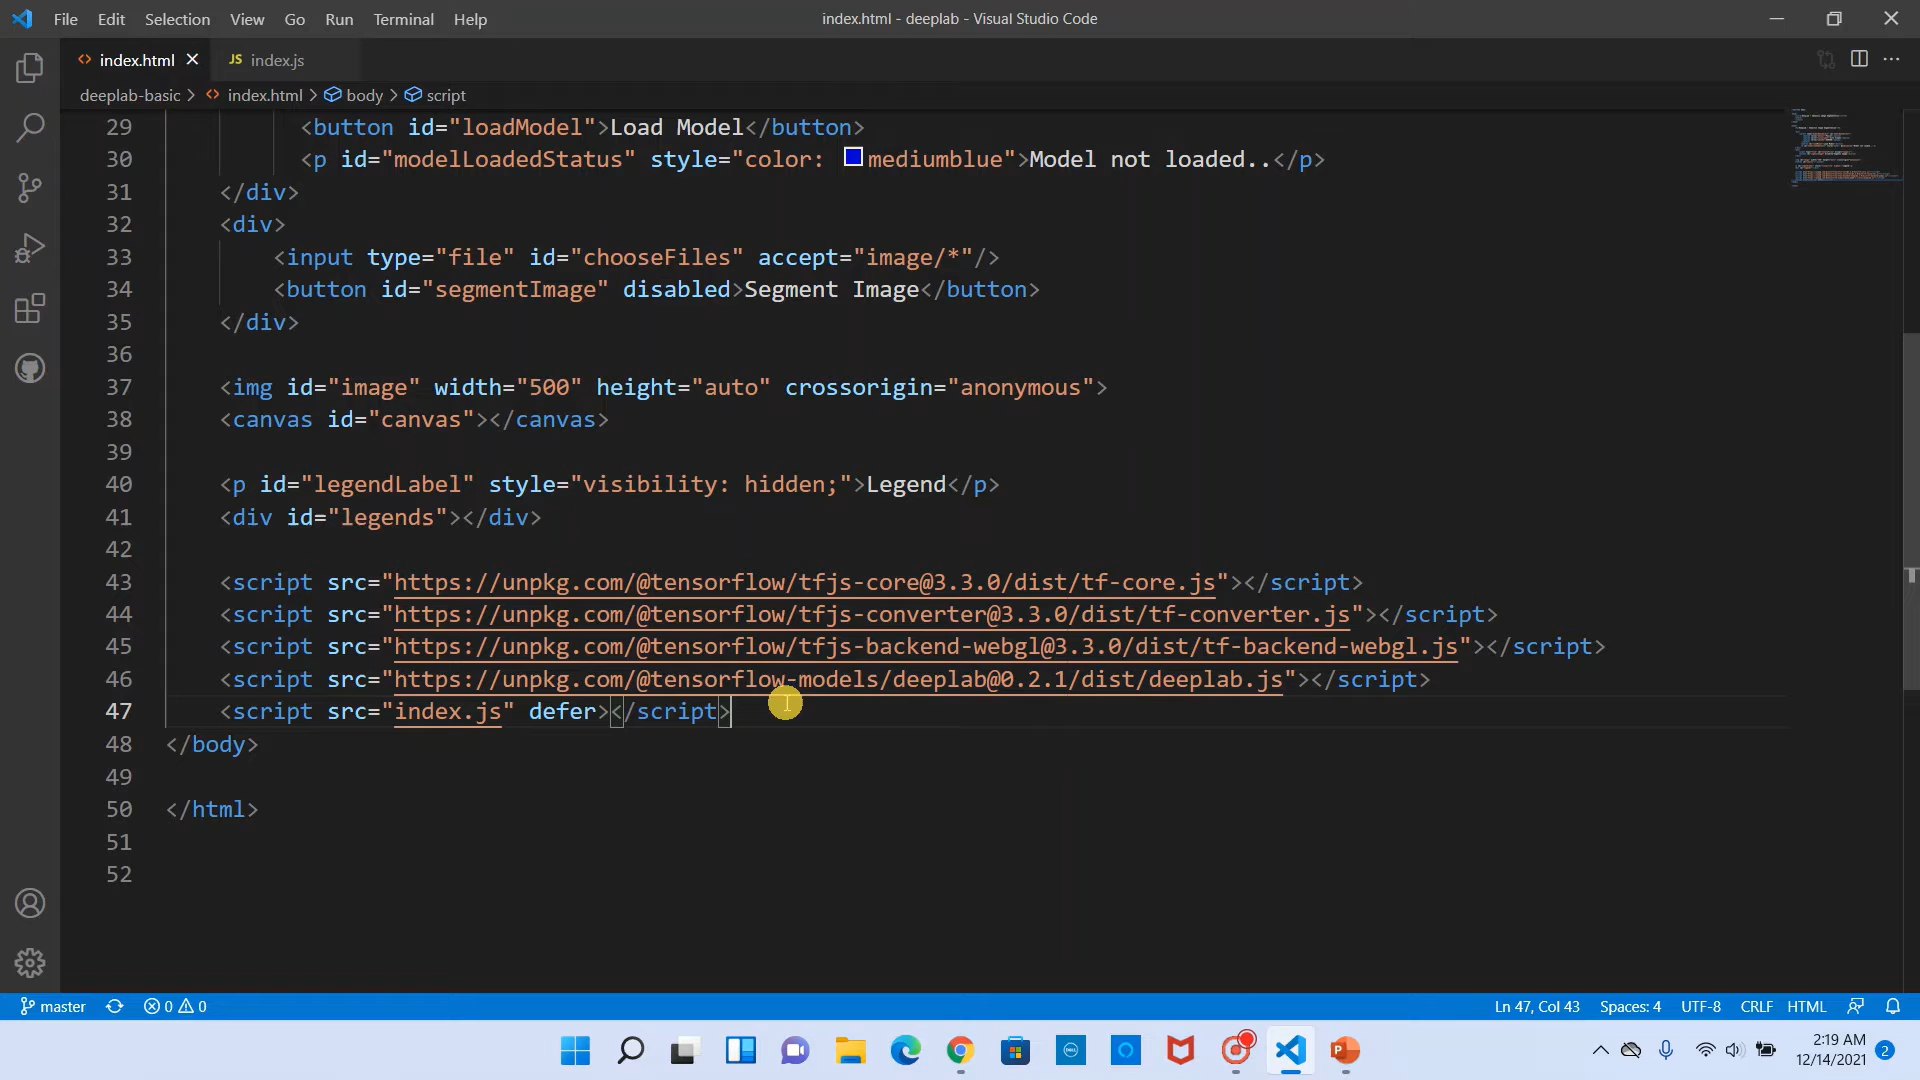 File Edit Selection View Go Run Terminal Help index.html - deeplab - Visual Studio Code
index.html JS index.js
deeplab-basic > index.html > body > script
29 <button id="loadModel">Load Model</button>
30 <p id="modelLoadedStatus" style="color: mediumblue">Model not loaded..</p>
31 </div>
32 <div>
33 <input type="file" id="chooseFiles" accept="image/*"/>
34 <button id="segmentImage" disabled>Segment Image</button>
35 </div>
36
37 <img id="image" width="500" height="auto" crossorigin="anonymous">
38 <canvas id="canvas"></canvas>
39
40 <p id="legendLabel" style="visibility: hidden;">Legend</p>
41 <div id="legends"></div>
42
43 <script src="https://unpkg.com/@tensorflow/tfjs-core@3.3.0/dist/tf-core.js"></script>
44 <script src="https://unpkg.com/@tensorflow/tfjs-converter@3.3.0/dist/tf-converter.js"></script>
45 <script src="https://unpkg.com/@tensorflow/tfjs-backend-webgl@3.3.0/dist/tf-backend-webgl.js"></script>
46 <script src="https://unpkg.com/@tensorflow-models/deeplab@0.2.1/dist/deeplab.js"></script>
47 <script src="index.js" defer></script>
48 </body>
49
50 </html>
51
52
master 0 0 Ln 47, Col 43 Spaces: 4 UTF-8 CRLF HTML
2:19 AM
12/14/2021 2